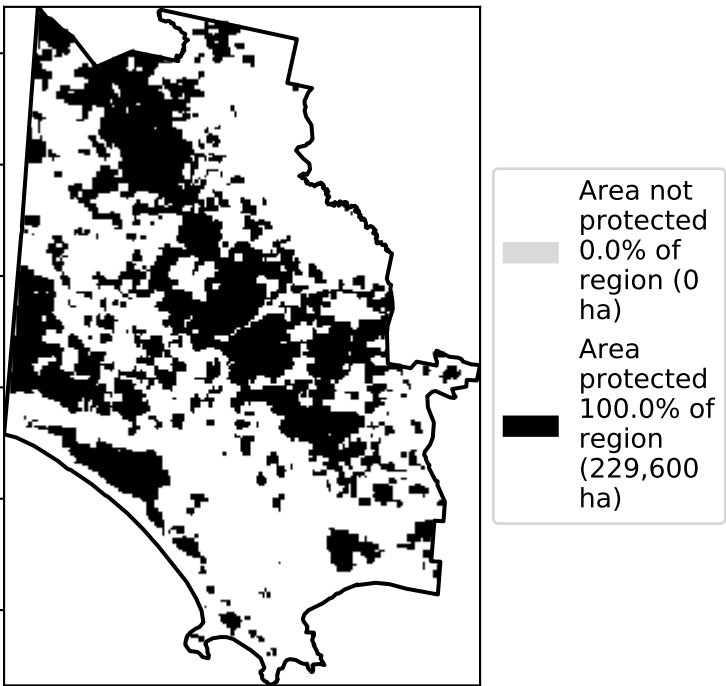 Area not
protected
0.0% of
region (0
ha)
Area
protected
100.0% of
region
(229,600
ha)